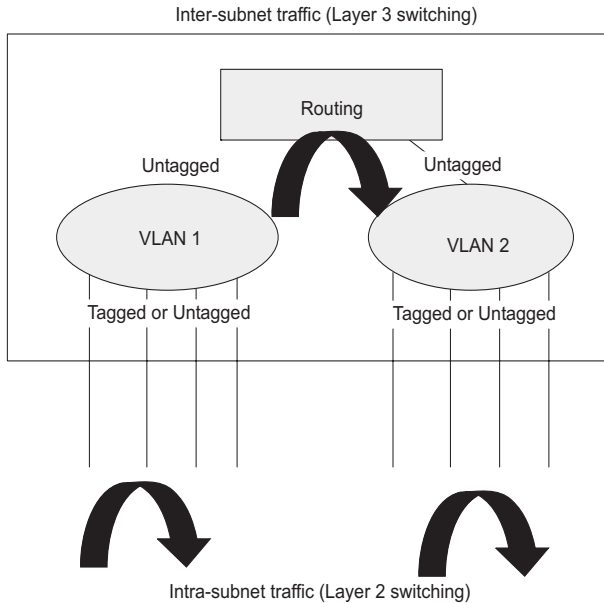 Inter-subnet traffic (Layer 3 switching)
Routing
Untagged
Untagged
VLAN 1
VLAN 2
Tagged or Untagged
Tagged or Untagged
Intra-subnet traffic (Layer 2 switching)